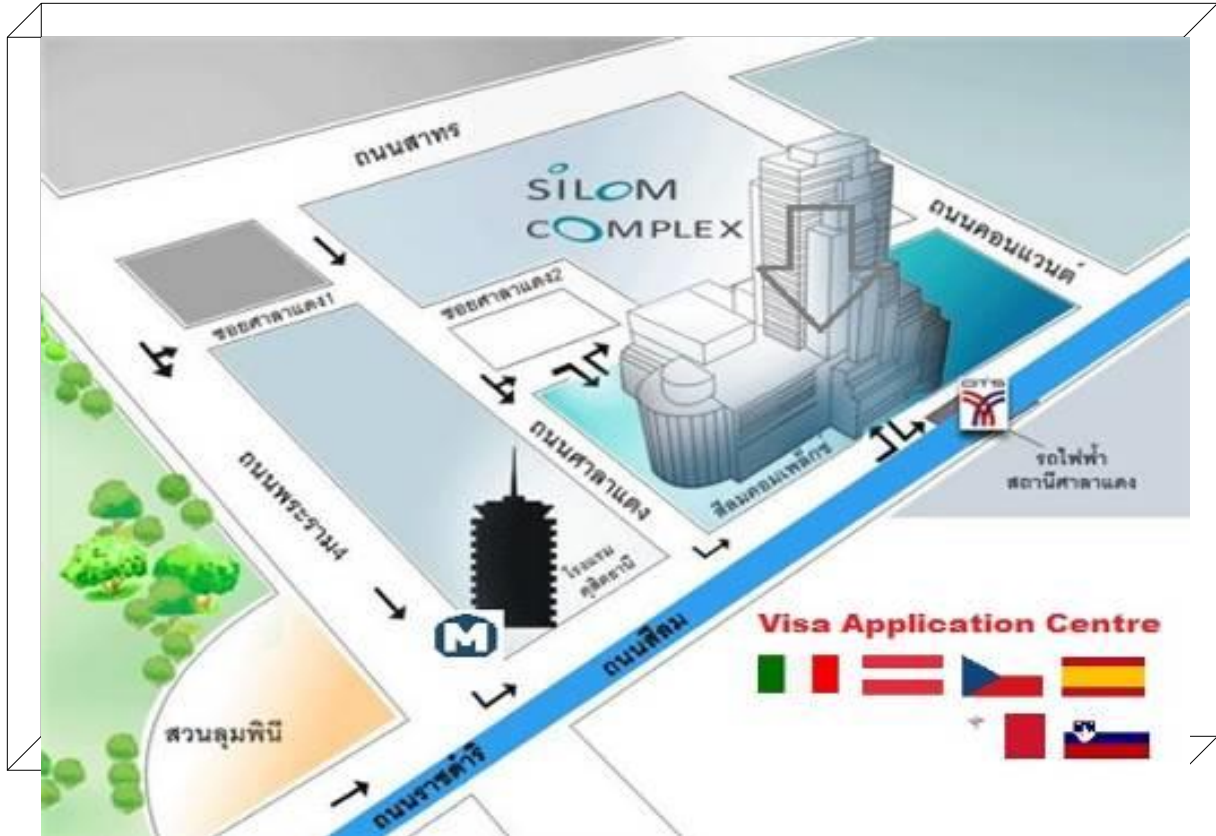 ถนนสาทร
SILOM
COMPLEX
ถนนคอนแวนต์
ซอยศาลาแดง1
ซอยศาลาแดง2
BTS
รถไฟฟ้า
สถานีศาลาแดง
ถนนพระราม4
ถนนศาลาแดง
สีลมคอมเพล็กซ์
โรงแรม
ดุสิตธานี
M
ถนนสีลม
Visa Application Centre
สวนลุมพินี
ถนนราชดำริ